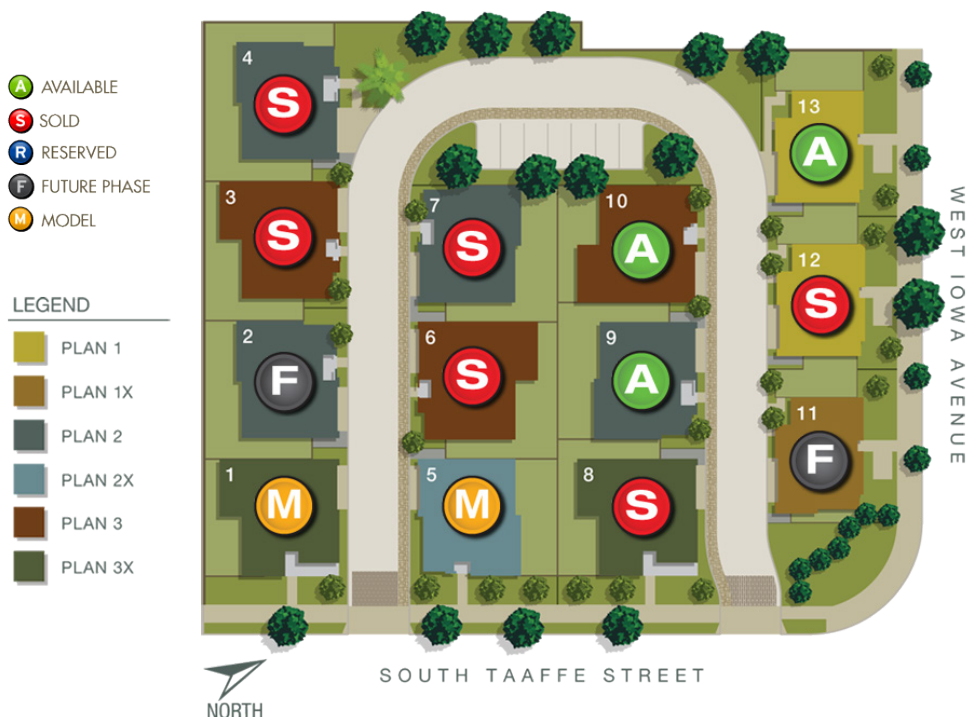 A AVAILABLE
S SOLD
R RESERVED
F FUTURE PHASE
M MODEL
LEGEND
PLAN 1
PLAN 1X
PLAN 2
PLAN 2X
PLAN 3
PLAN 3X
4
S
13
A
3
S
7
S
10
A
12
S
2
F
6
S
9
A
11
F
1
M
5
M
8
S
WEST IOWA AVENUE
SOUTH TAAFFE STREET
NORTH